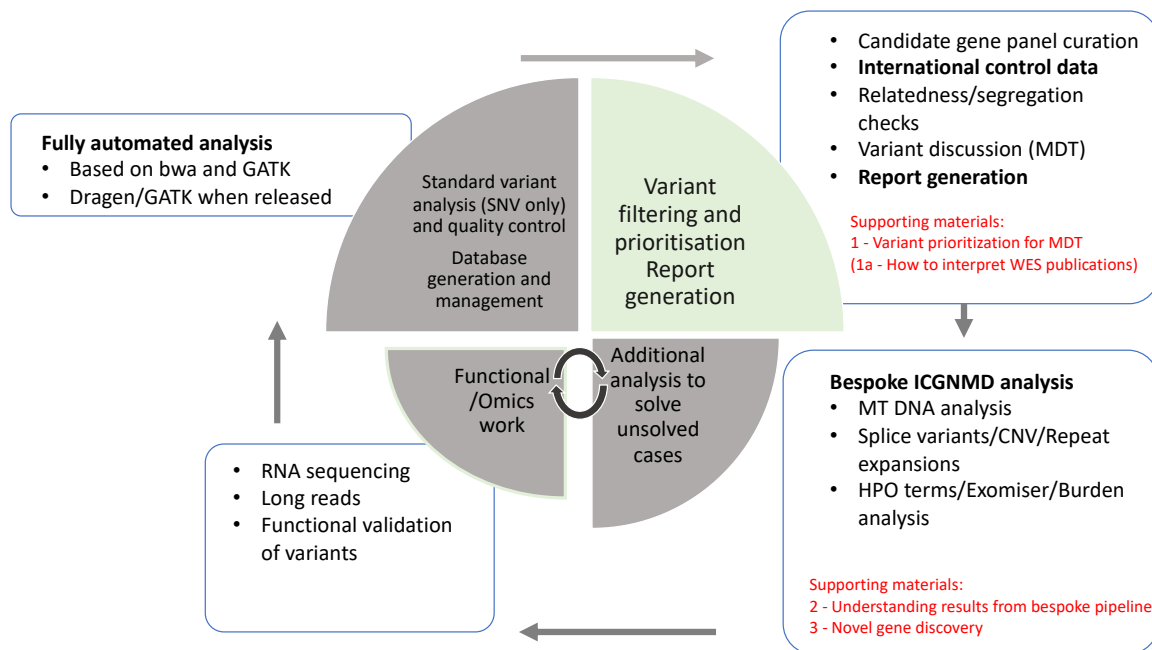 Fully automated analysis
• Based on bwa and GATK
• Dragen/GATK when released
Standard variant
analysis (SNV only)
and quality control
Database
generation and
management
Variant
filtering and
prioritisation
Report
generation
• Candidate gene panel curation
• International control data
• Relatedness/segregation
checks
• Variant discussion (MDT)
• Report generation
Supporting materials:
1 - Variant prioritization for MDT
(1a - How to interpret WES publications)
Functional
/Omics
work
Additional
analysis to
solve
unsolved
cases
Bespoke ICGNMD analysis
• MT DNA analysis
• Splice variants/CNV/Repeat
expansions
• HPO terms/Exomiser/Burden
analysis
Supporting materials:
2 - Understanding results from bespoke pipeline
3 - Novel gene discovery
• RNA sequencing
• Long reads
• Functional validation
of variants